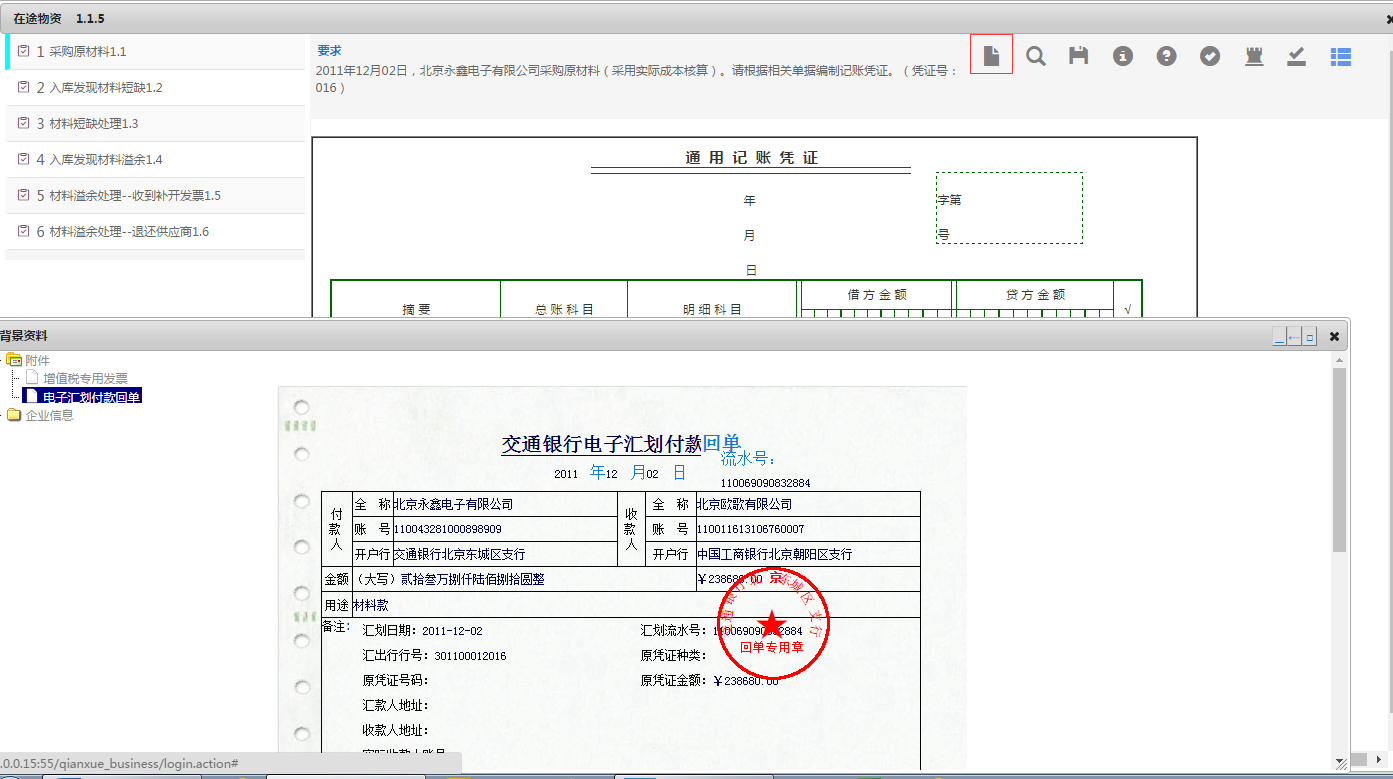 在途物资 1.1.5
1 采购原材料1.1
2 入库发现材料短缺1.2
3 材料短缺处理1.3
4 入库发现材料溢余1.4
5 材料溢余处理--收到补开发票1.5
6 材料溢余处理--退还供应商1.6
要求
2011年12月02日，北京永鑫电子有限公司采购原材料（采用实际成本核算）。请根据相关单据编制记账凭证。（凭证号：
016）
通 用 记 账 凭 证
年
字第
月
号
日
摘 要
总 账 科 目
明 细 科 目
借 方 金 额
贷 方 金 额
√
背景资料
附件
增值税专用发票
电子汇划付款回单
企业信息
交通银行电子汇划付款回单
流水号：
2011 年12 月02 日
110069090832884
付款人
全 称 北京永鑫电子有限公司
收款人
全 称 北京欧歌有限公司
账 号 110043281000898909
账 号 110011613106760007
开户行 交通银行北京东城区支行
开户行 中国工商银行北京朝阳区支行
金额 （大写）贰拾叁万捌仟陆佰捌拾圆整
￥238680.00
用途 材料款
备注：
汇划日期：2011-12-02
汇划流水号：110069090832884
汇出行行号：301100012016
原凭证种类：
原凭证号码：
原凭证金额：￥238680.00
汇款人地址：
收款人地址：
实际收款人账号
回单专用章
.0.0.15:55/qianxue_business/login.action#